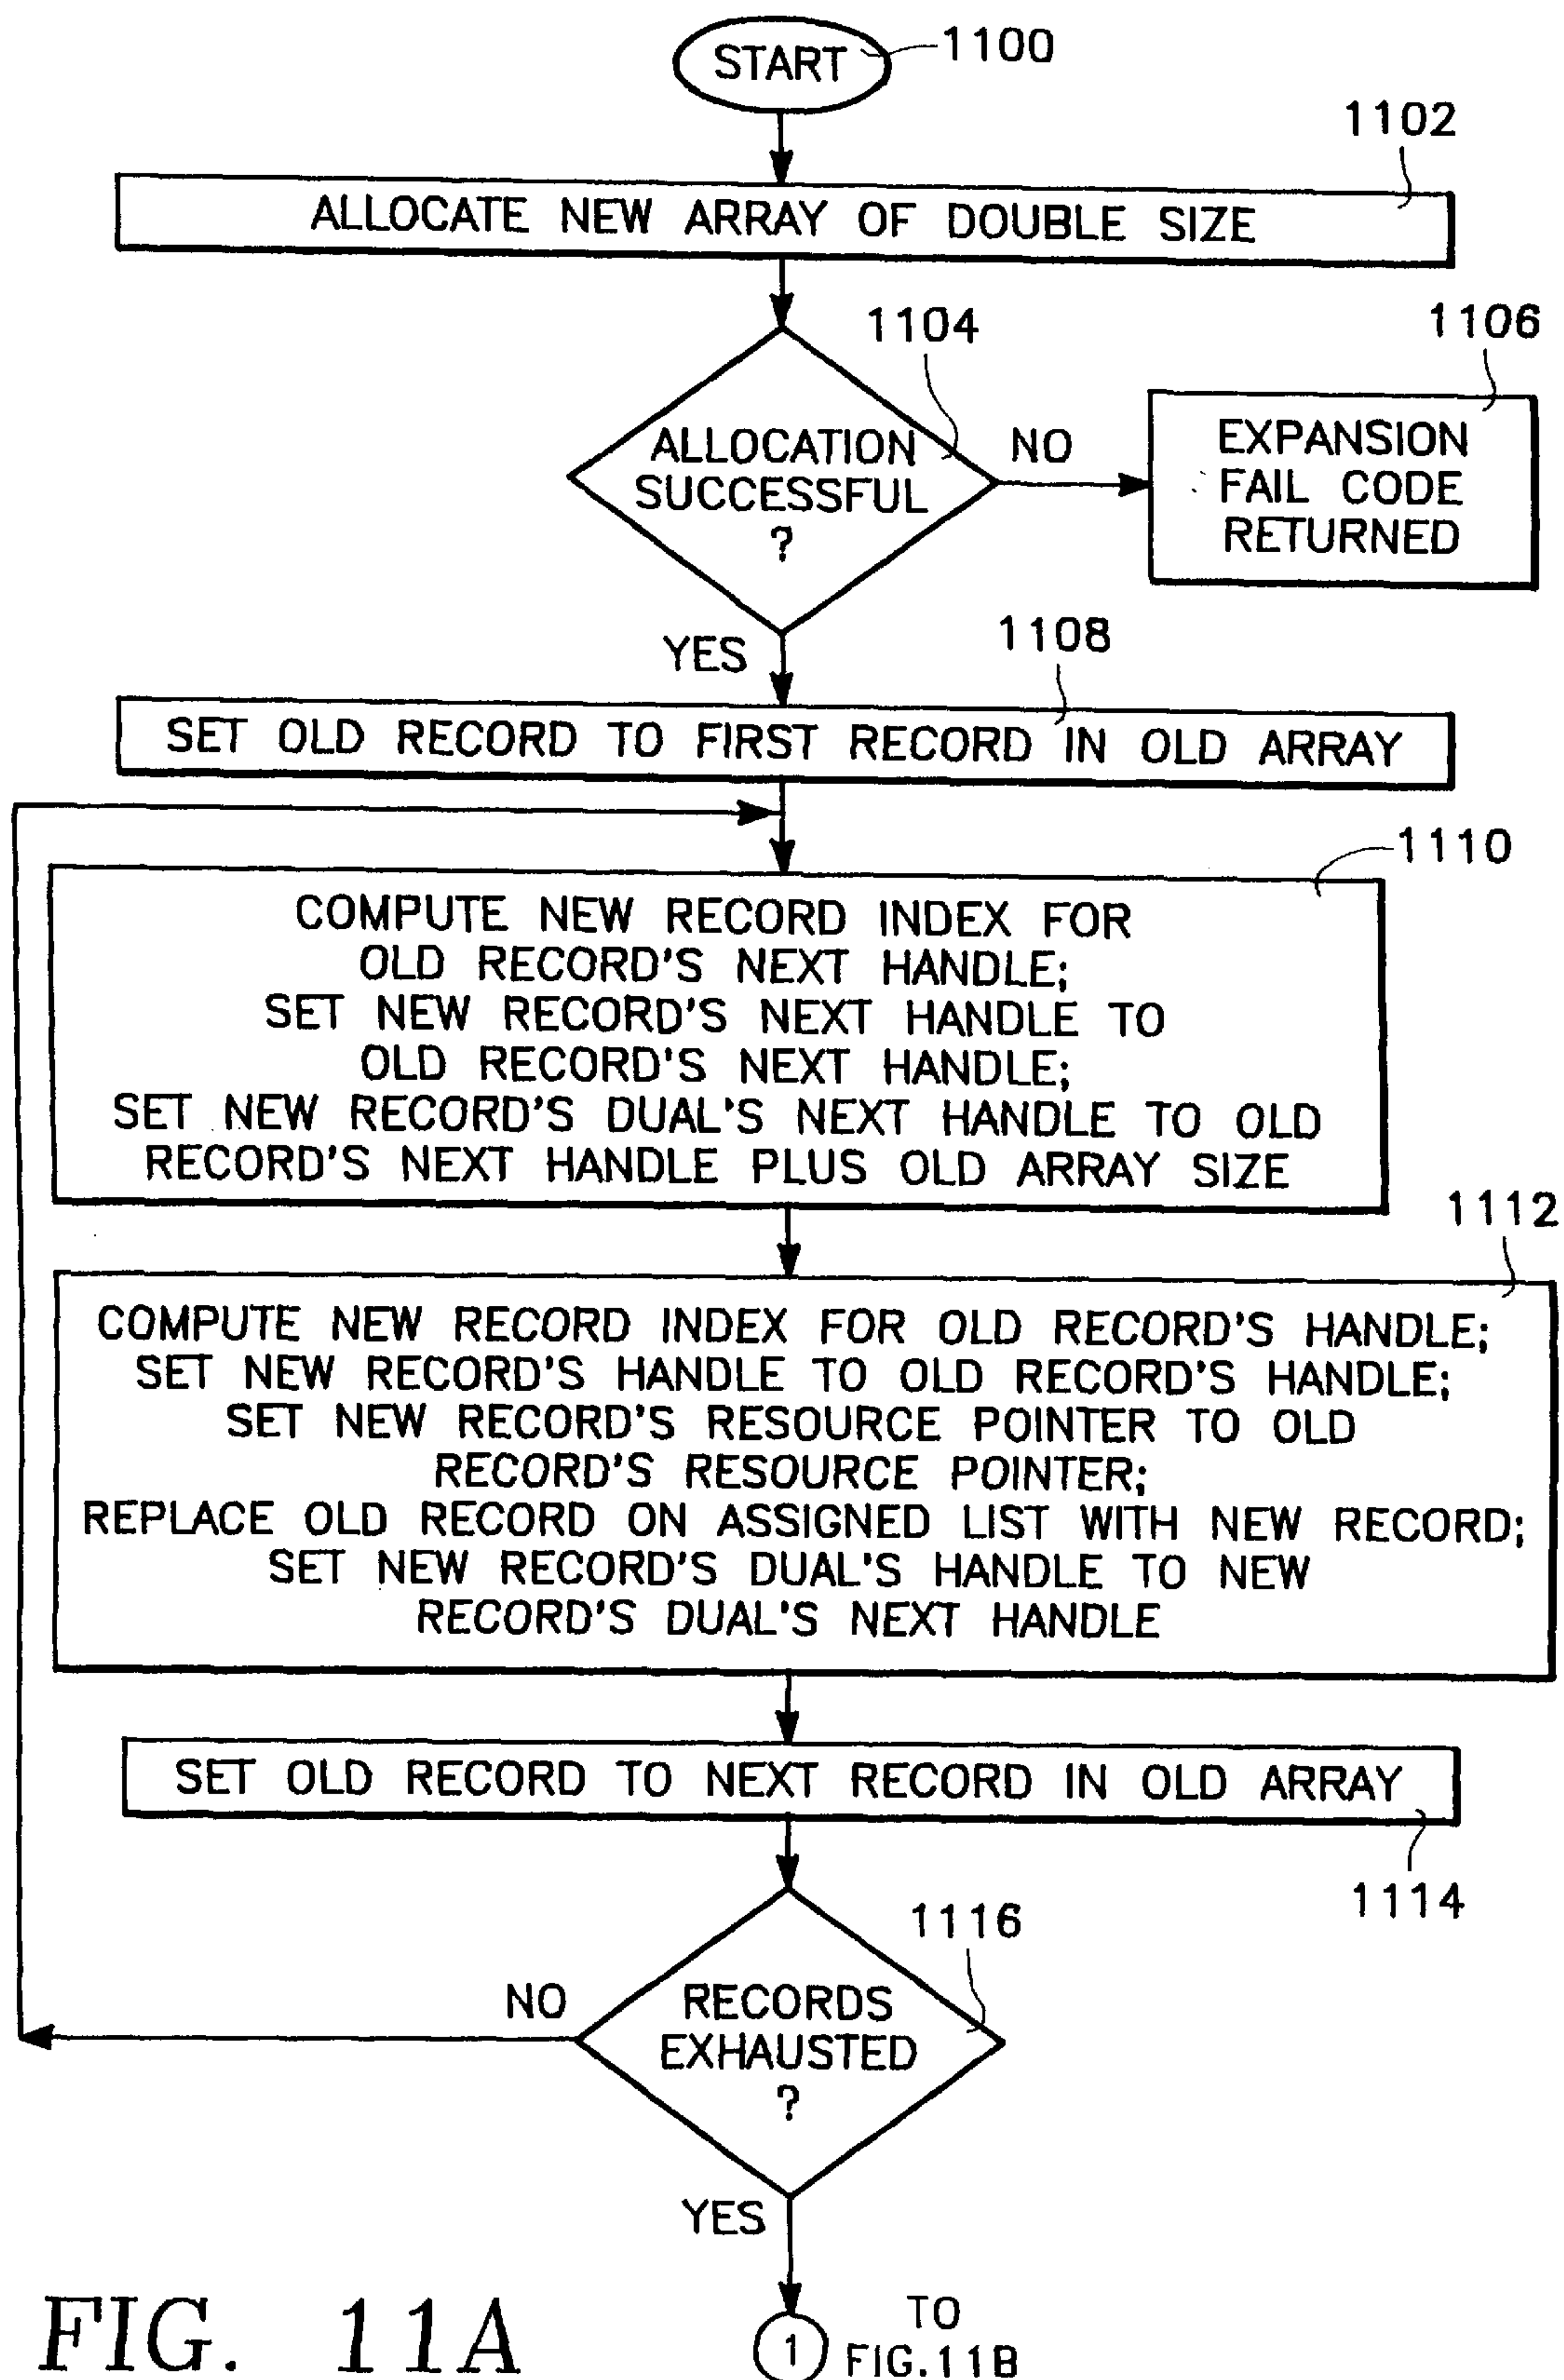 START
1100
1102
ALLOCATE NEW ARRAY OF DOUBLE SIZE
1104
1106
ALLOCATION
SUCCESSFUL
?
NO
EXPANSION
FAIL CODE
RETURNED
YES
1108
SET OLD RECORD TO FIRST RECORD IN OLD ARRAY
1110
COMPUTE NEW RECORD INDEX FOR
OLD RECORD'S NEXT HANDLE;
SET NEW RECORD'S NEXT HANDLE TO
OLD RECORD'S NEXT HANDLE;
SET NEW RECORD'S DUAL'S NEXT HANDLE TO OLD
RECORD'S NEXT HANDLE PLUS OLD ARRAY SIZE
1112
COMPUTE NEW RECORD INDEX FOR OLD RECORD'S HANDLE;
SET NEW RECORD'S HANDLE TO OLD RECORD'S HANDLE;
SET NEW RECORD'S RESOURCE POINTER TO OLD
RECORD'S RESOURCE POINTER;
REPLACE OLD RECORD ON ASSIGNED LIST WITH NEW RECORD;
SET NEW RECORD'S DUAL'S HANDLE TO NEW
RECORD'S DUAL'S NEXT HANDLE
SET OLD RECORD TO NEXT RECORD IN OLD ARRAY
1114
1116
NO
RECORDS
EXHAUSTED
?
YES
1
TO
FIG.11B
FIG. 11A